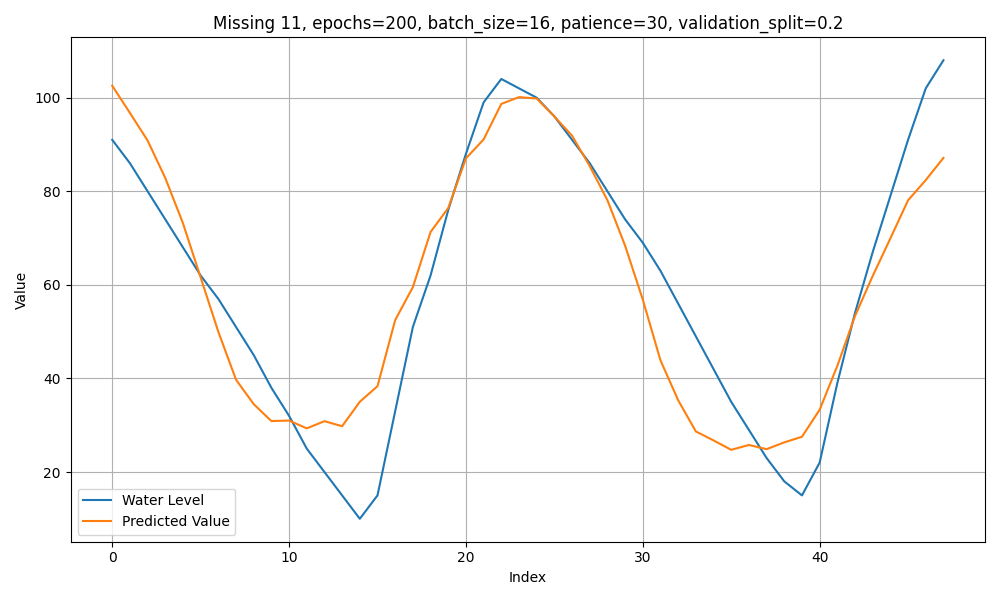 Missing 11, epochs=200, batch_size=16, patience=30, validation_split=0.2
Value
100
80
60
40
20
Water Level
Predicted Value
0 10 20 30 40
Index